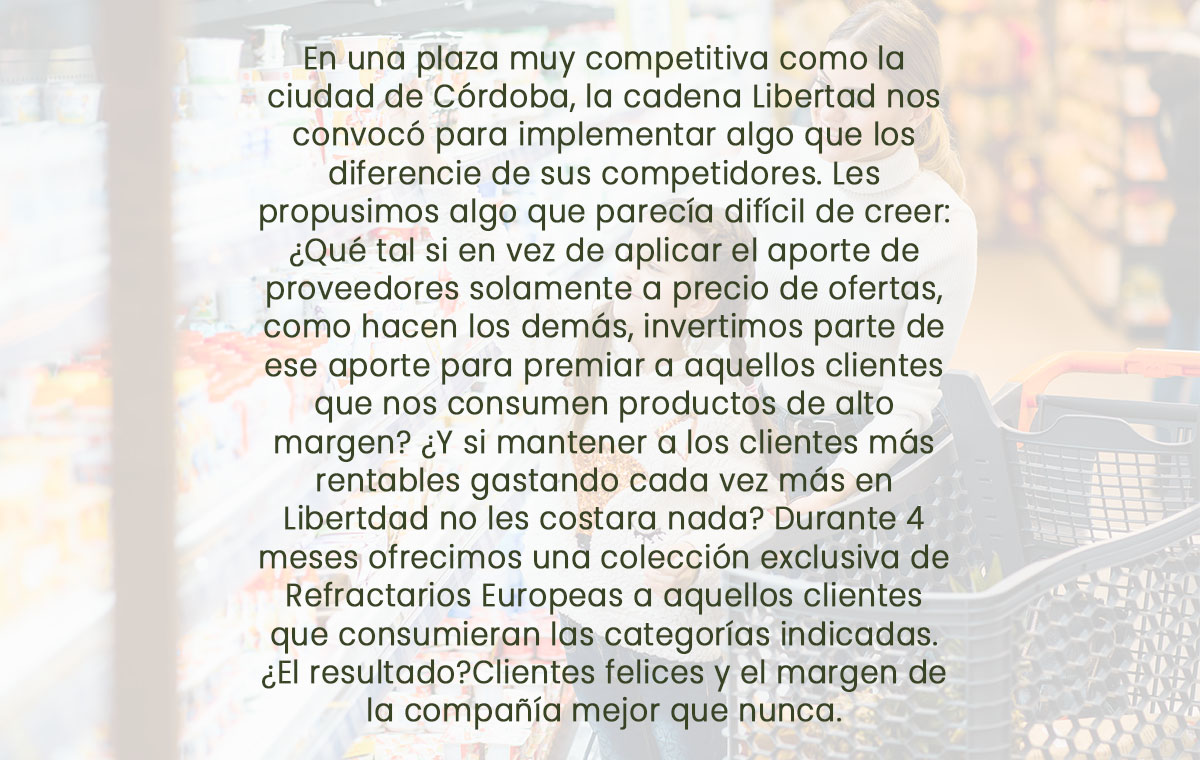 En una plaza muy competitiva como la
ciudad de Córdoba, la cadena Libertad nos
convocó para implementar algo que los
diferencie de sus competidores. Les
propusimos algo que parecía difícil de creer:
¿Qué tal si en vez de aplicar el aporte de
proveedores solamente a precio de ofertas,
como hacen los demás, invertimos parte de
ese aporte para premiar a aquellos clientes
que nos consumen productos de alto
margen? ¿Y si mantener a los clientes más
rentables gastando cada vez más en
Libertdad no les costara nada? Durante 4
meses ofrecimos una colección exclusiva de
Refractarios Europeas a aquellos clientes
que consumieran las categorías indicadas.
¿El resultado?Clientes felices y el margen de
la compañía mejor que nunca.